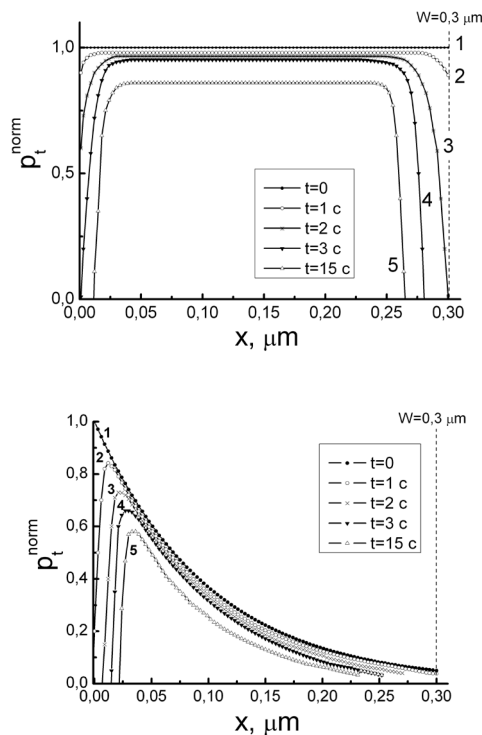 W=0,3 μm
1,0
1
2
3
4
5
0,5
0,0
p_t^norm
t=0
t=1 c
t=2 c
t=3 c
t=15 c
0,00 0,05 0,10 0,15 0,20 0,25 0,30
x, μm
W=0,3 μm
1,0
0,8
0,6
0,4
0,2
0,0
1
2
3
4
5
p_t^norm
t=0
t=1 c
t=2 c
t=3 c
t=15 c
0,00 0,05 0,10 0,15 0,20 0,25 0,30
x, μm